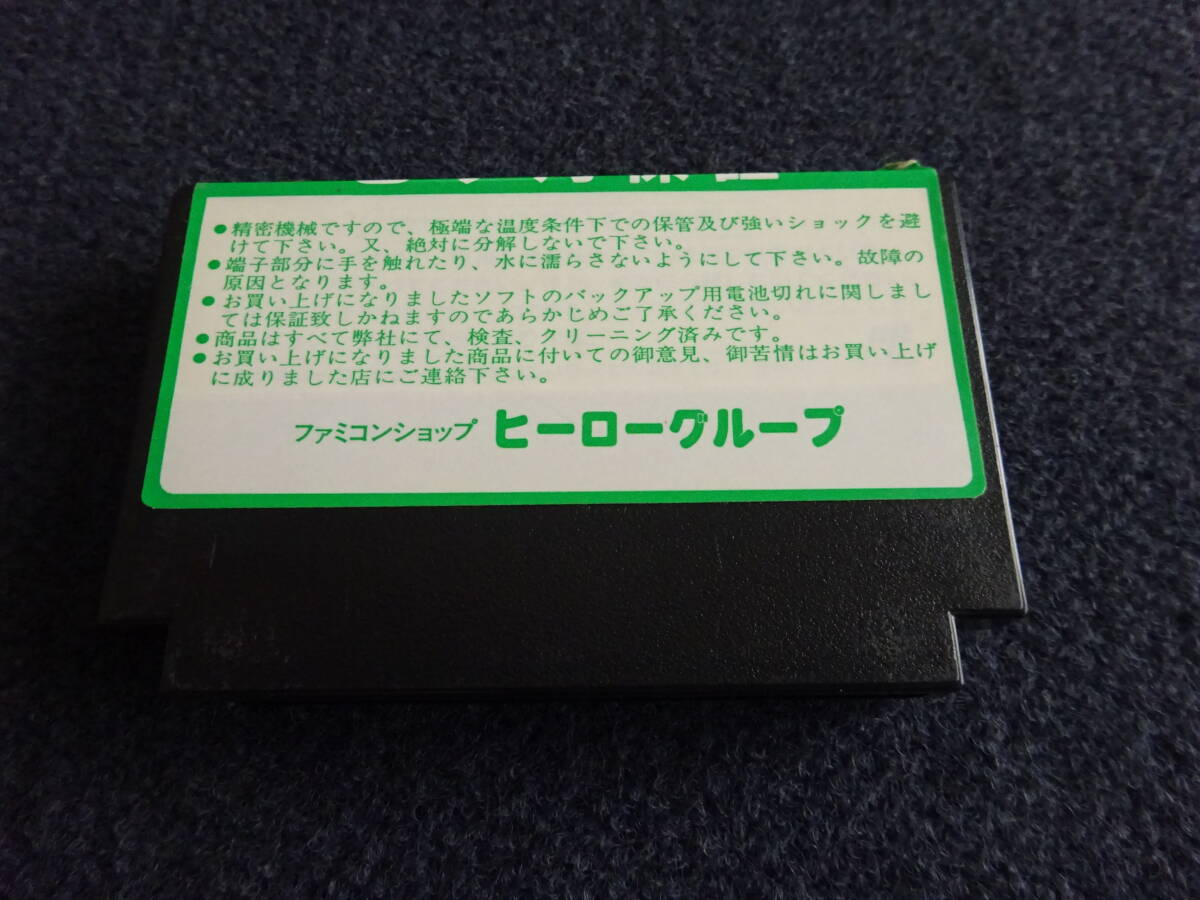 ●精密機械ですので、極端な温度条件下での保管及び強いショックを避
けて下さい。又、絶対に分解しないで下さい。
●端子部分に手を触れたり、水に濡らさないようにして下さい。故障の
原因となります。
●お買い上げになりましたソフトのバックアップ用電池切れに関しまし
ては保証致しかねますのであらかじめご了承ください。
●商品はすべて弊社にて、検査、クリーニング済みです。
●お買い上げになりました商品に付いての御意見、御苦情はお買い上げ
に成りました店にご連絡下さい。
ファミコンショップ ヒーローグループ